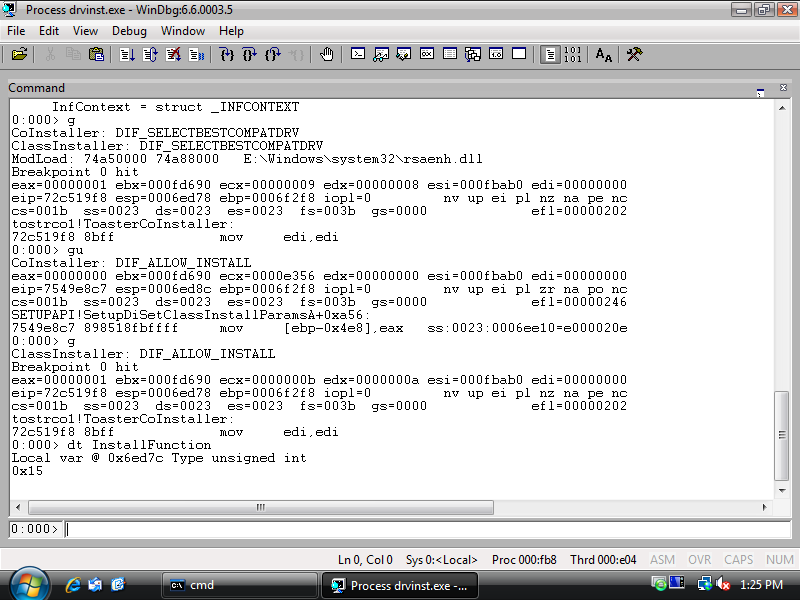 Process drvinst.exe - WinDbg:6.6.0003.5
File Edit View Debug Window Help
Command
InfContext = struct _INFCONTEXT
0:000> g
CoInstaller: DIF_SELECTBESTCOMPATDRV
ClassInstaller: DIF_SELECTBESTCOMPATDRV
ModLoad: 74a50000 74a88000   E:\Windows\system32\rsaenh.dll
Breakpoint 0 hit
eax=00000001 ebx=000fd690 ecx=00000009 edx=00000008 esi=000fbab0 edi=00000000
eip=72c519f8 esp=0006ed78 ebp=0006f2f8 iopl=0         nv up ei pl nz na pe nc
cs=001b  ss=0023  ds=0023  es=0023  fs=003b  gs=0000             efl=00000202
tostrco1!ToasterCoInstaller:
72c519f8 8bff            mov     edi,edi
0:000> gu
CoInstaller: DIF_ALLOW_INSTALL
eax=00000000 ebx=000fd690 ecx=0000e356 edx=00000000 esi=000fbab0 edi=00000000
eip=7549e8c7 esp=0006ed8c ebp=0006f2f8 iopl=0         nv up ei pl zr na po nc
cs=001b  ss=0023  ds=0023  es=0023  fs=003b  gs=0000             efl=00000246
SETUPAPI!SetupDiSetClassInstallParamsA+0xa56:
7549e8c7 898518fbffff    mov     [ebp-0x4e8],eax   ss:0023:0006ee10=e000020e
0:000> g
ClassInstaller: DIF_ALLOW_INSTALL
Breakpoint 0 hit
eax=00000001 ebx=000fd690 ecx=0000000b edx=0000000a esi=000fbab0 edi=00000000
eip=72c519f8 esp=0006ed78 ebp=0006f2f8 iopl=0         nv up ei pl nz na pe nc
cs=001b  ss=0023  ds=0023  es=0023  fs=003b  gs=0000             efl=00000202
tostrco1!ToasterCoInstaller:
72c519f8 8bff            mov     edi,edi
0:000> dt InstallFunction
Local var @ 0x6ed7c Type unsigned int
0x15
0:000>
Ln 0, Col 0 Sys 0:<Local> Proc 000:fb8 Thrd 000:e04 ASM OVR CAPS NUM
cmd Process drvinst.exe -... 1:25 PM